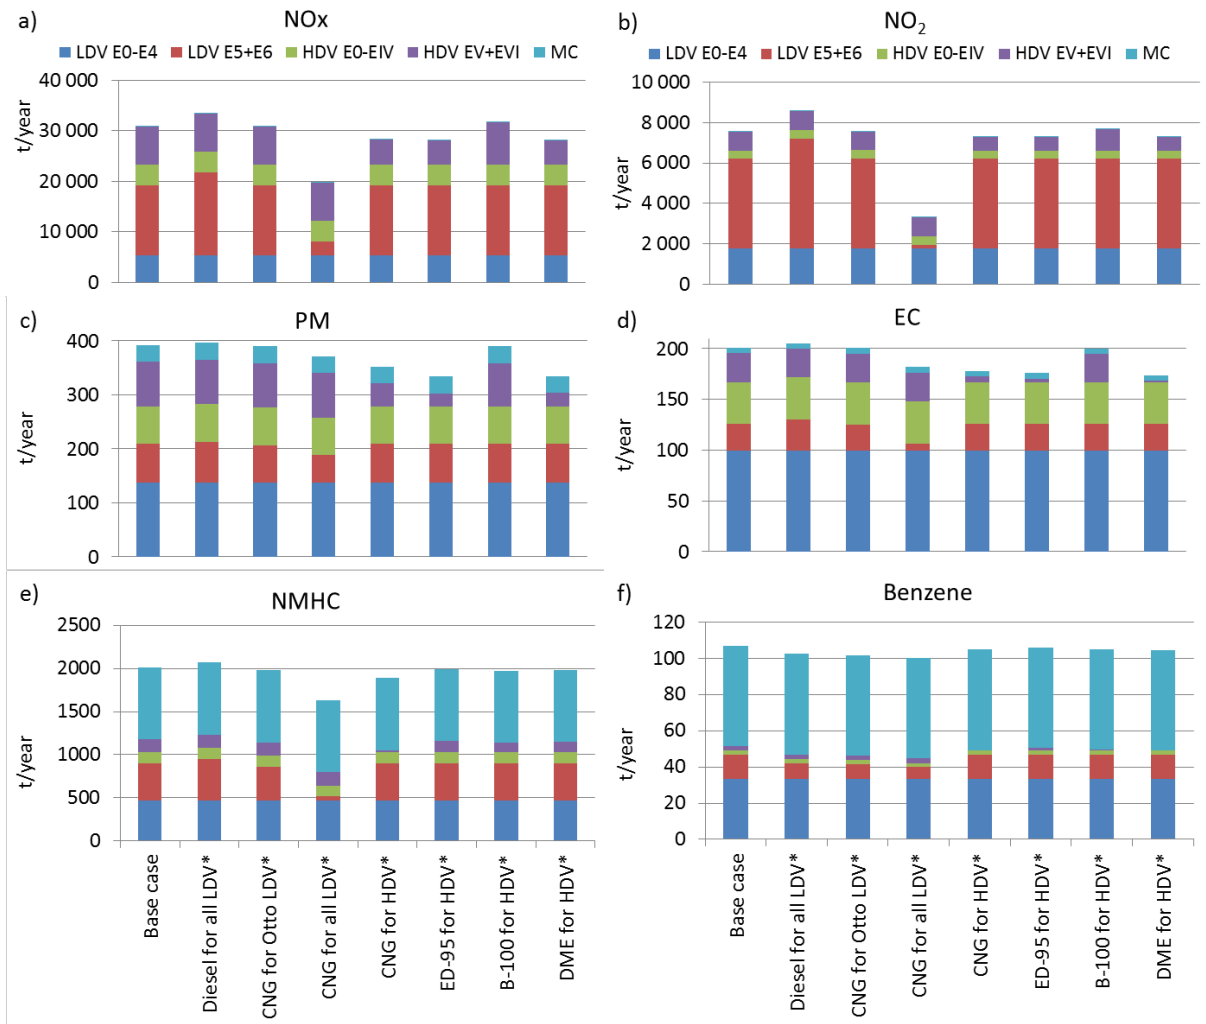 a) NOx
LDV E0-E4 LDV E5+E6 HDV E0-EIV HDV EV+EVI MC
t/year
40 000
30 000
20 000
10 000
0
b) NO₂
LDV E0-E4 LDV E5+E6 HDV E0-EIV HDV EV+EVI MC
t/year
10 000
8 000
6 000
4 000
2 000
0
c) PM
t/year
400
300
200
100
0
d) EC
t/year
200
150
100
50
0
e) NMHC
t/year
2500
2000
1500
1000
500
0
Base case
Diesel for all LDV*
CNG for Otto LDV*
CNG for all LDV*
CNG for HDV*
ED-95 for HDV*
B-100 for HDV*
DME for HDV*
f) Benzene
t/year
120
100
80
60
40
20
0
Base case
Diesel for all LDV*
CNG for Otto LDV*
CNG for all LDV*
CNG for HDV*
ED-95 for HDV*
B-100 for HDV*
DME for HDV*